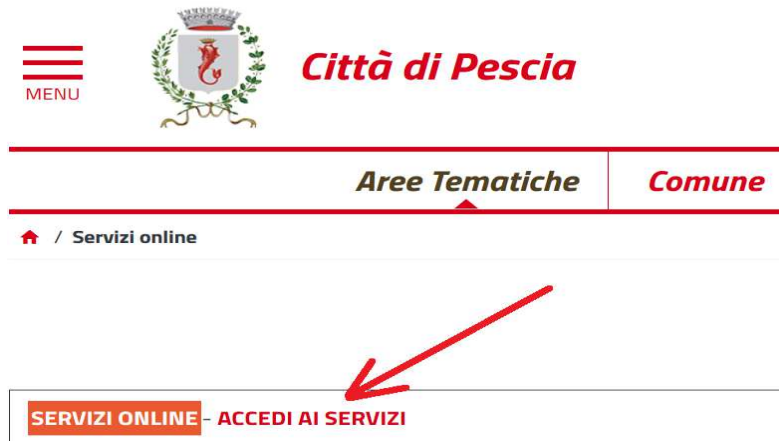 MENU
Città di Pescia
Aree Tematiche Comune
/ Servizi online
SERVIZI ONLINE - ACCEDI AI SERVIZI